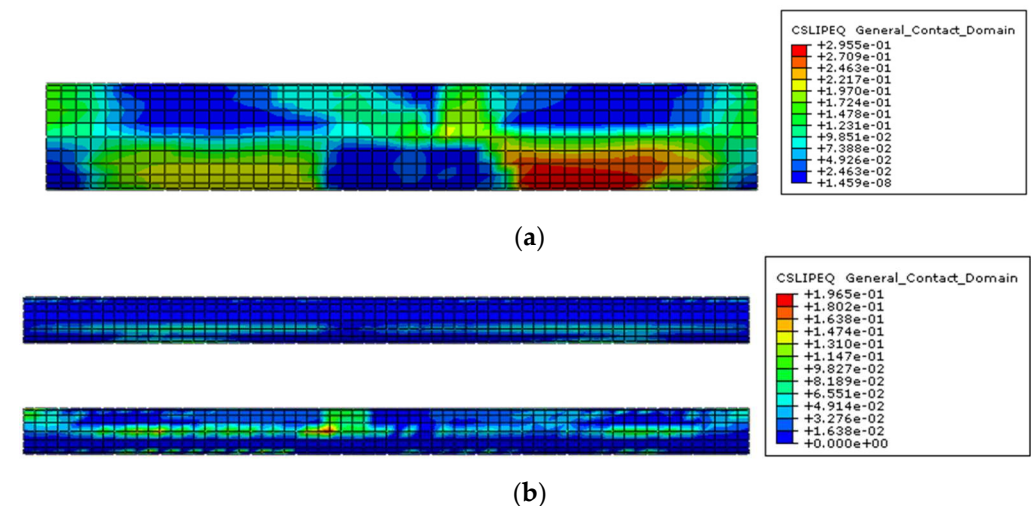 CSLIPEQ General_Contact_Domain
+2.955e-01
+2.709e-01
+2.463e-01
+2.217e-01
+1.970e-01
+1.724e-01
+1.478e-01
+1.231e-01
+9.851e-02
+7.388e-02
+4.926e-02
+2.463e-02
+1.459e-08
(a)
CSLIPEQ General_Contact_Domain
+1.965e-01
+1.802e-01
+1.638e-01
+1.474e-01
+1.310e-01
+1.147e-01
+9.827e-02
+8.189e-02
+6.551e-02
+4.914e-02
+3.276e-02
+1.638e-02
+0.000e+00
(b)